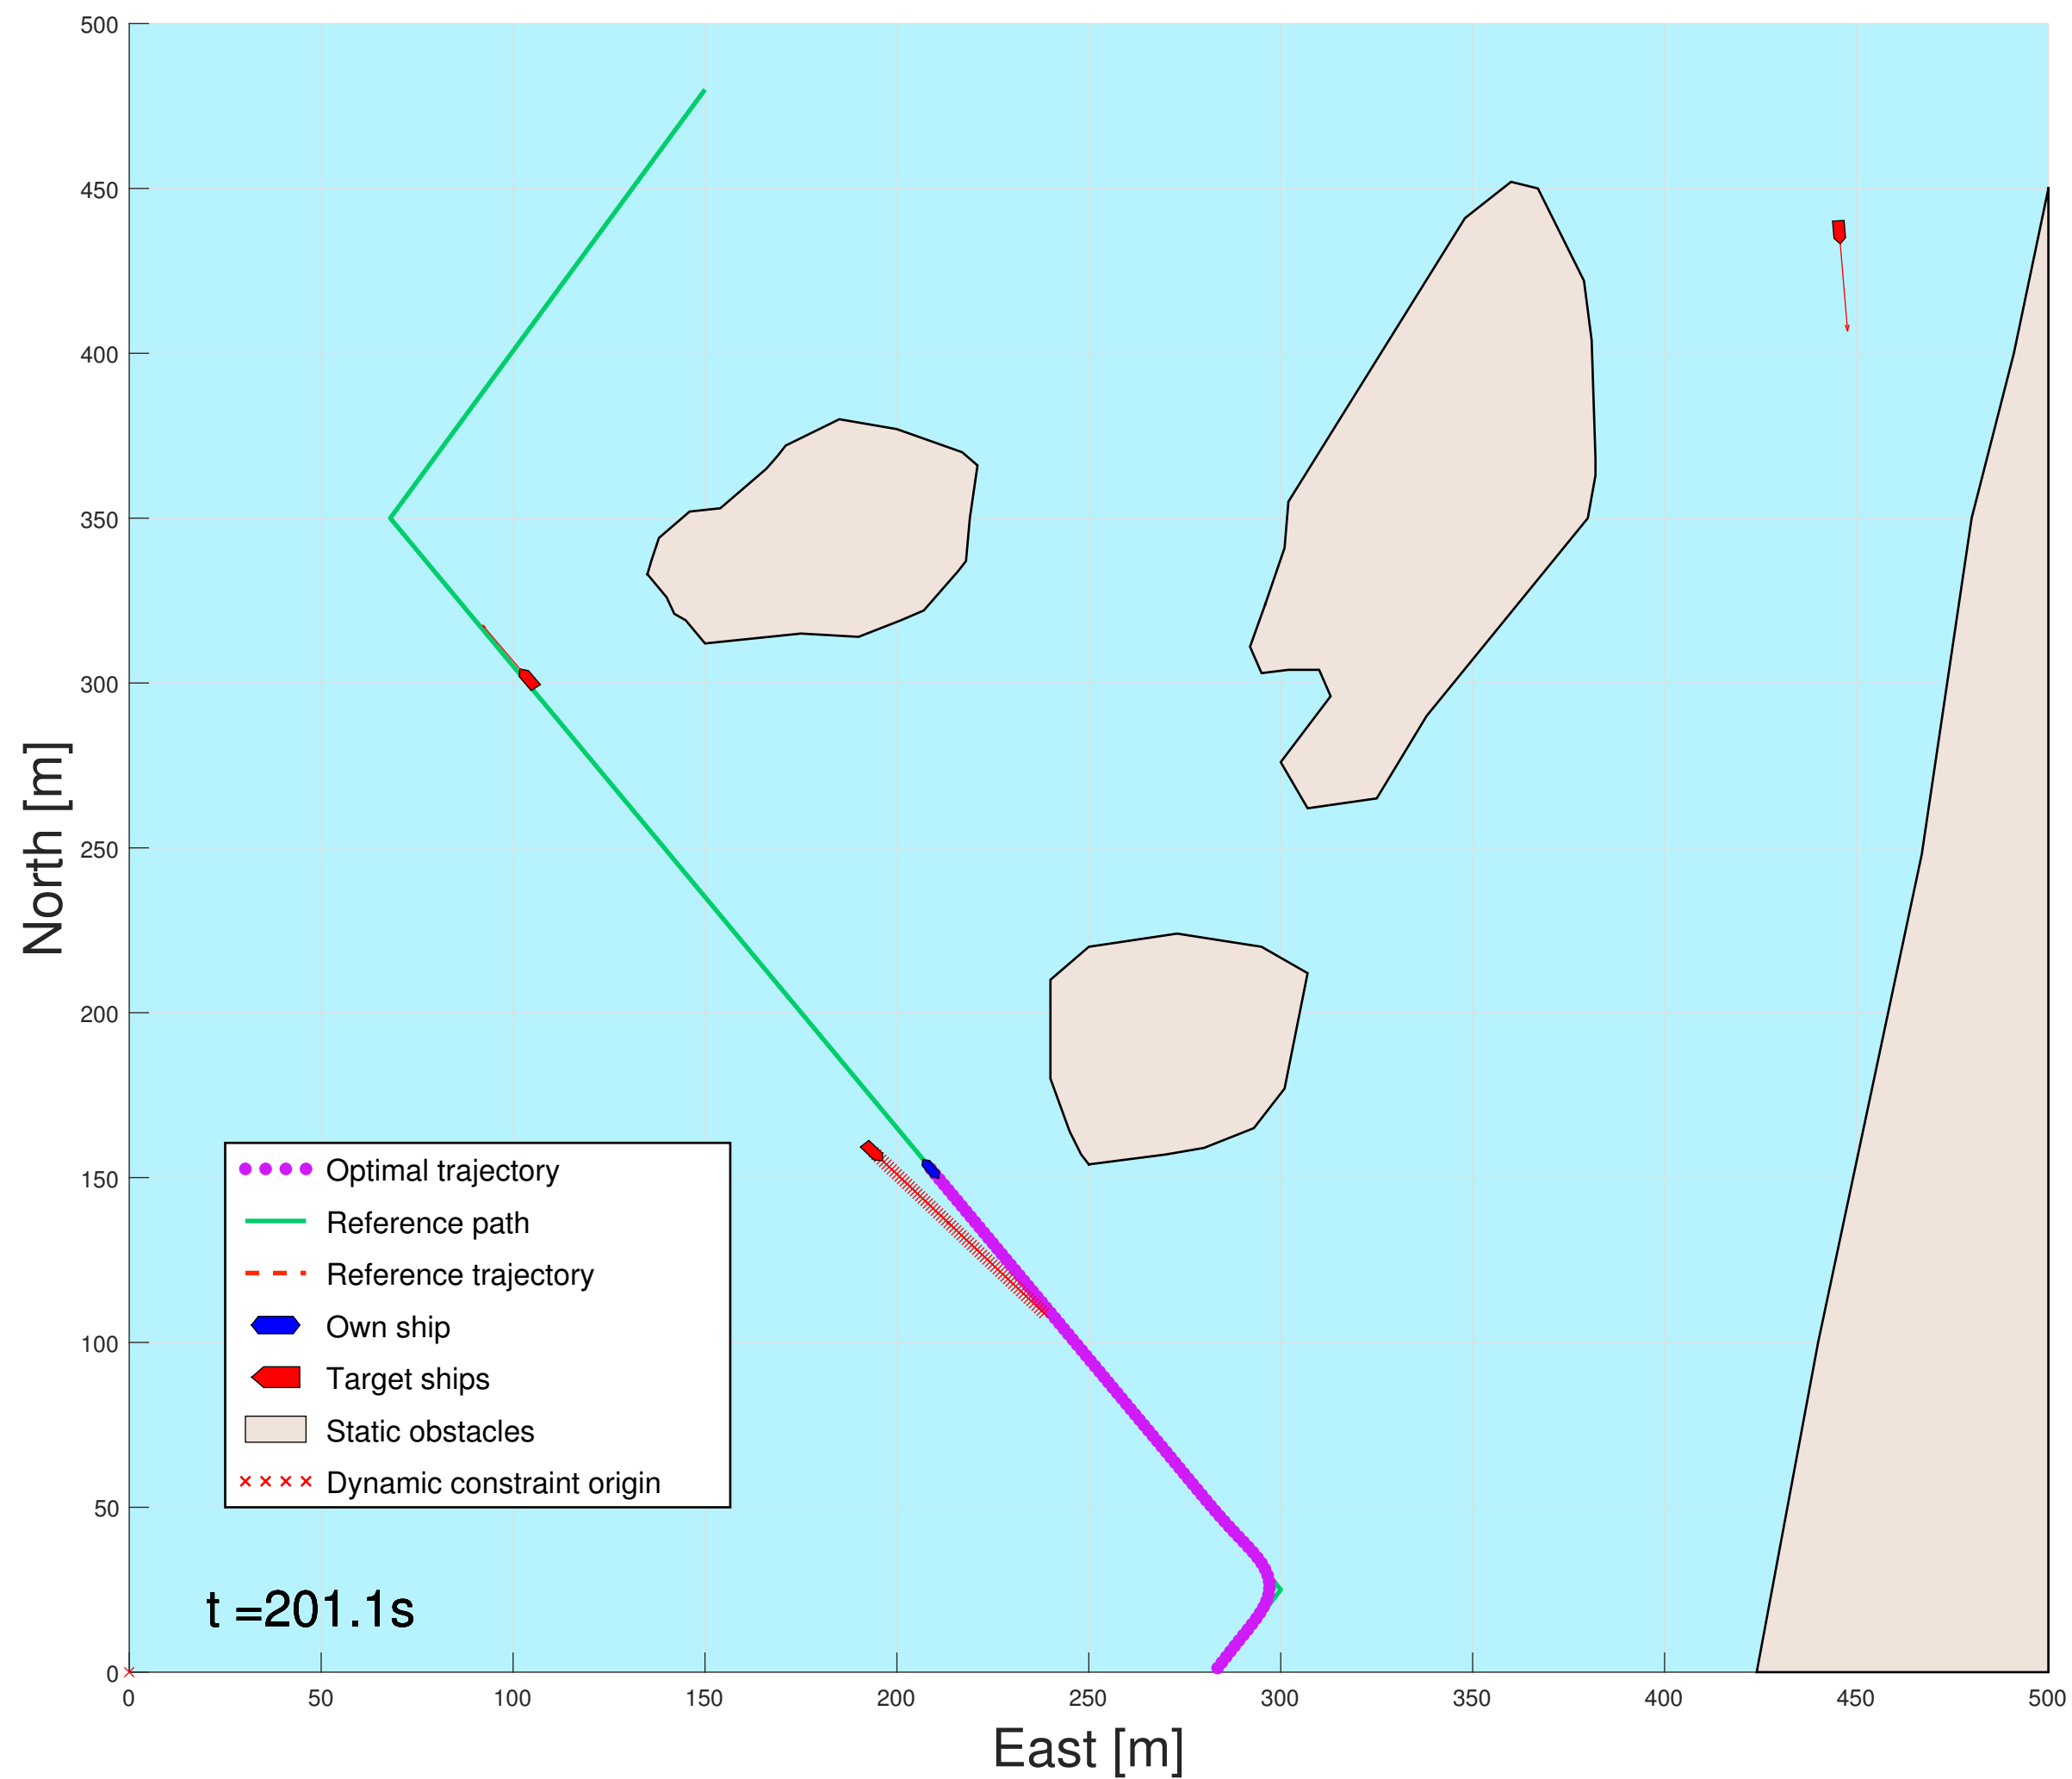 500
450
400
350
300
250
200
150
100
50
0
North [m]
Optimal trajectory
Reference path
Reference trajectory
Own ship
Target ships
Static obstacles
Dynamic constraint origin
t =201.1s
0 50 100 150 200 250 300 350 400 450 500
East [m]